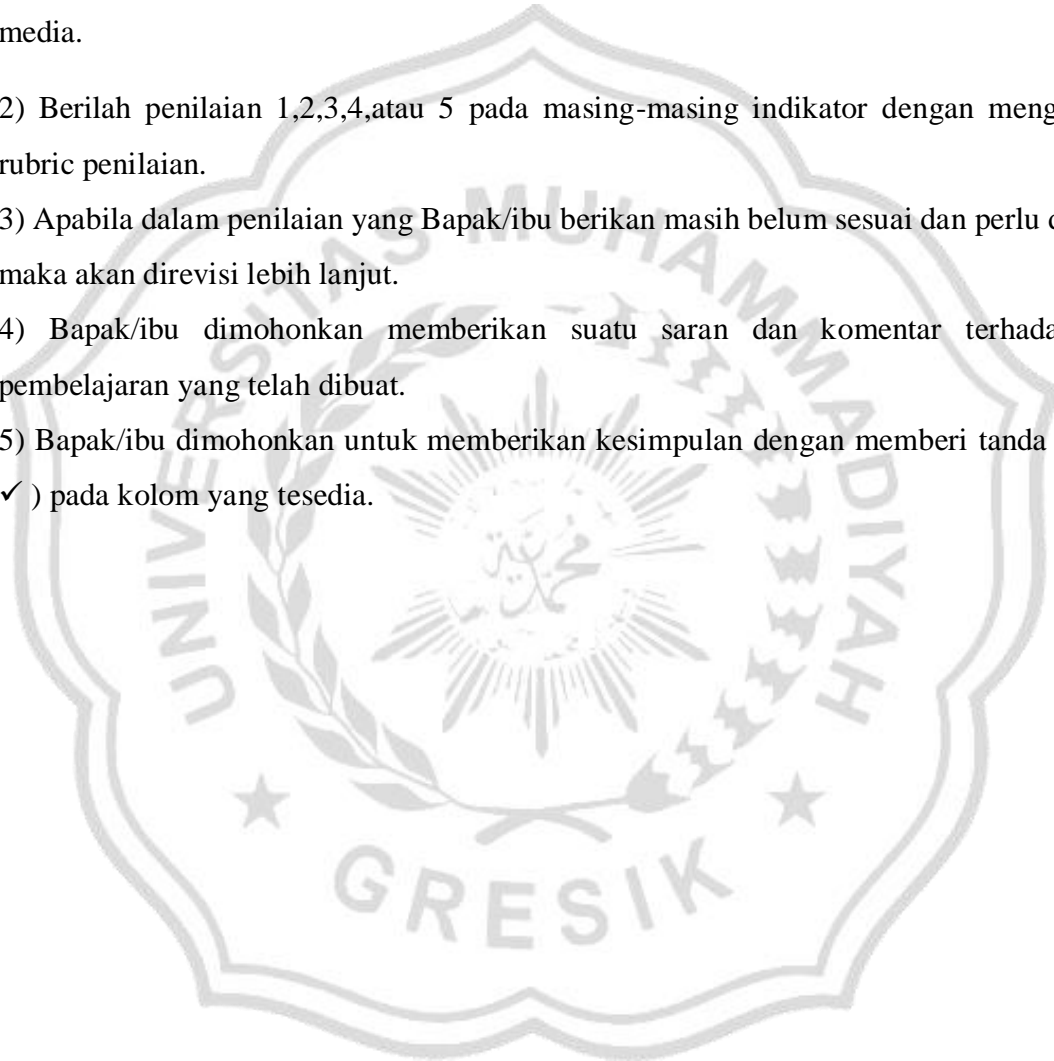 media.
2) Berilah penilaian 1,2,3,4,atau 5 pada masing-masing indikator dengan meng
rubric penilaian.
3) Apabila dalam penilaian yang Bapak/ibu berikan masih belum sesuai dan perlu
maka akan direvisi lebih lanjut.
4) Bapak/ibu dimohonkan memberikan suatu saran dan komentar terhada
pembelajaran yang telah dibuat.
5) Bapak/ibu dimohonkan untuk memberikan kesimpulan dengan memberi tanda
✓ ) pada kolom yang tesedia.
UNIVERSITAS MUHAMMADIYAH
GRESIK